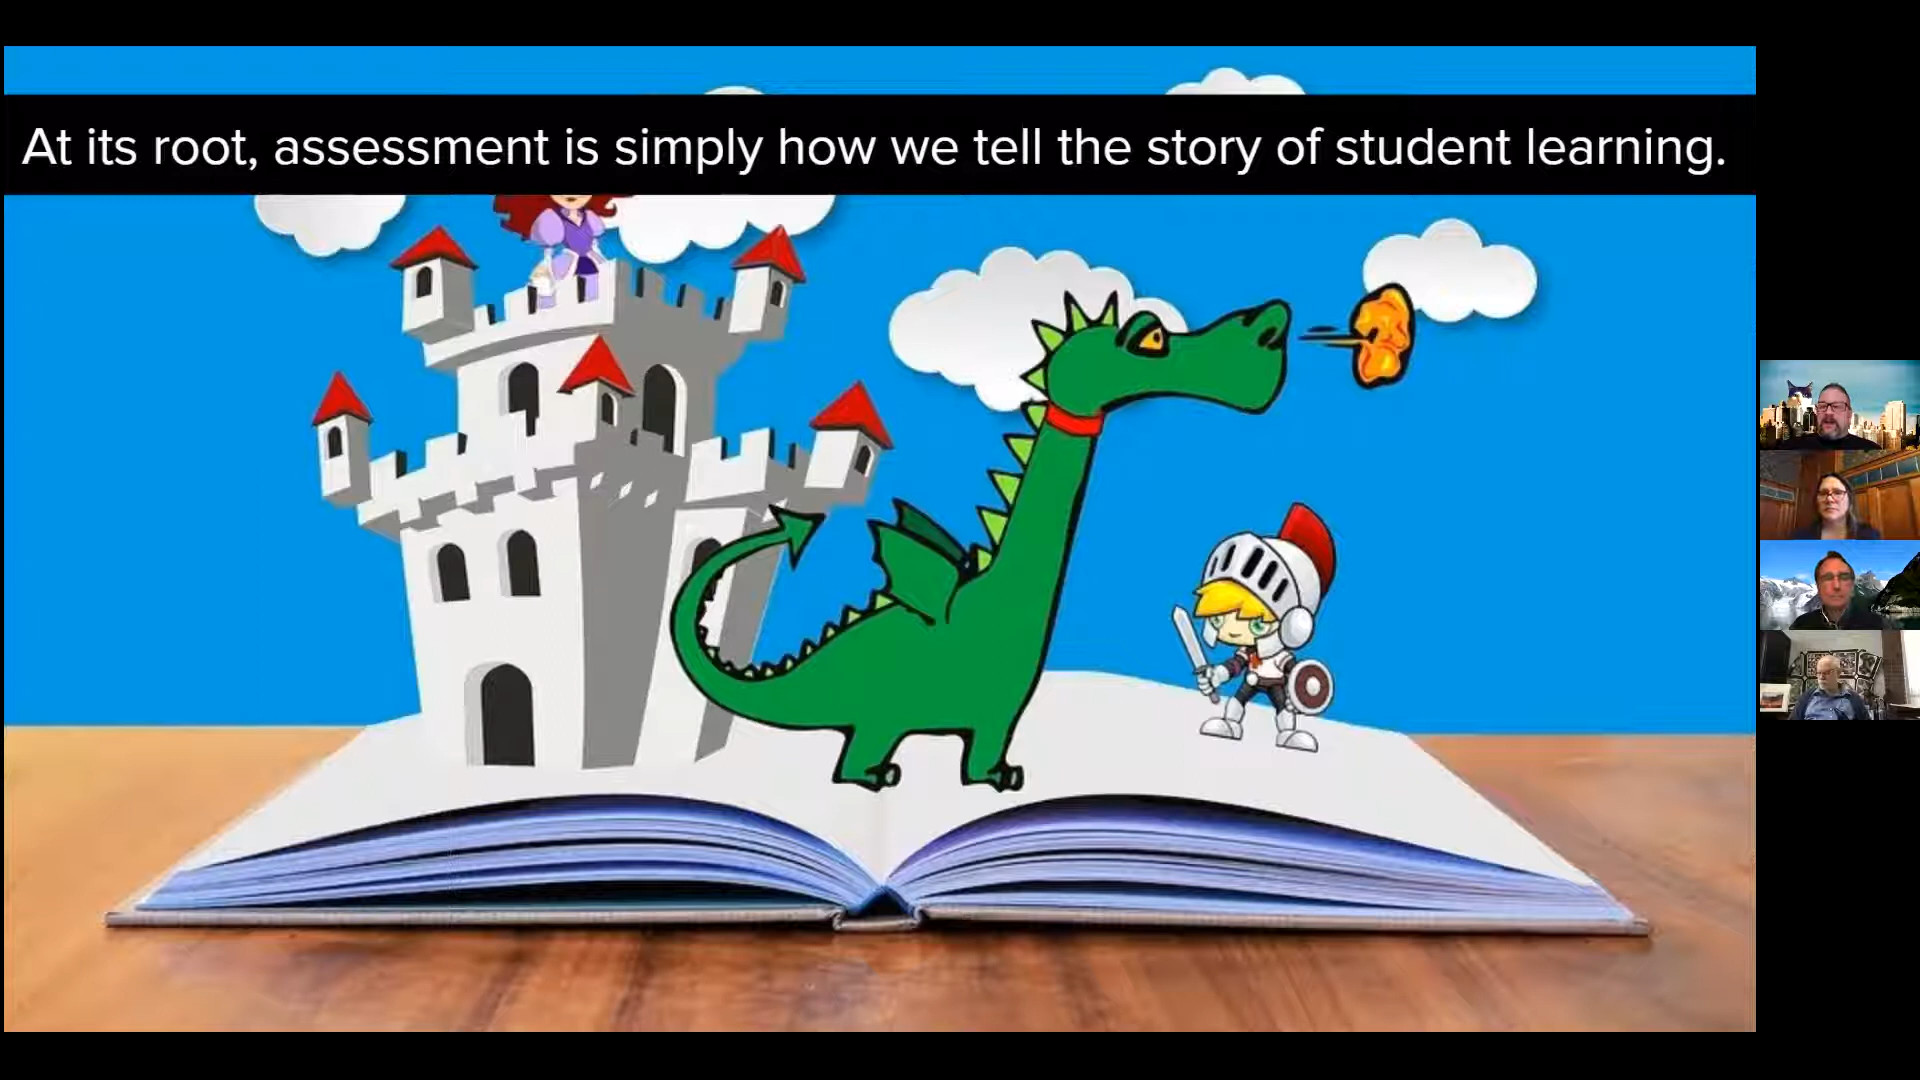 At its root, assessment is simply how we tell the story of student learning.